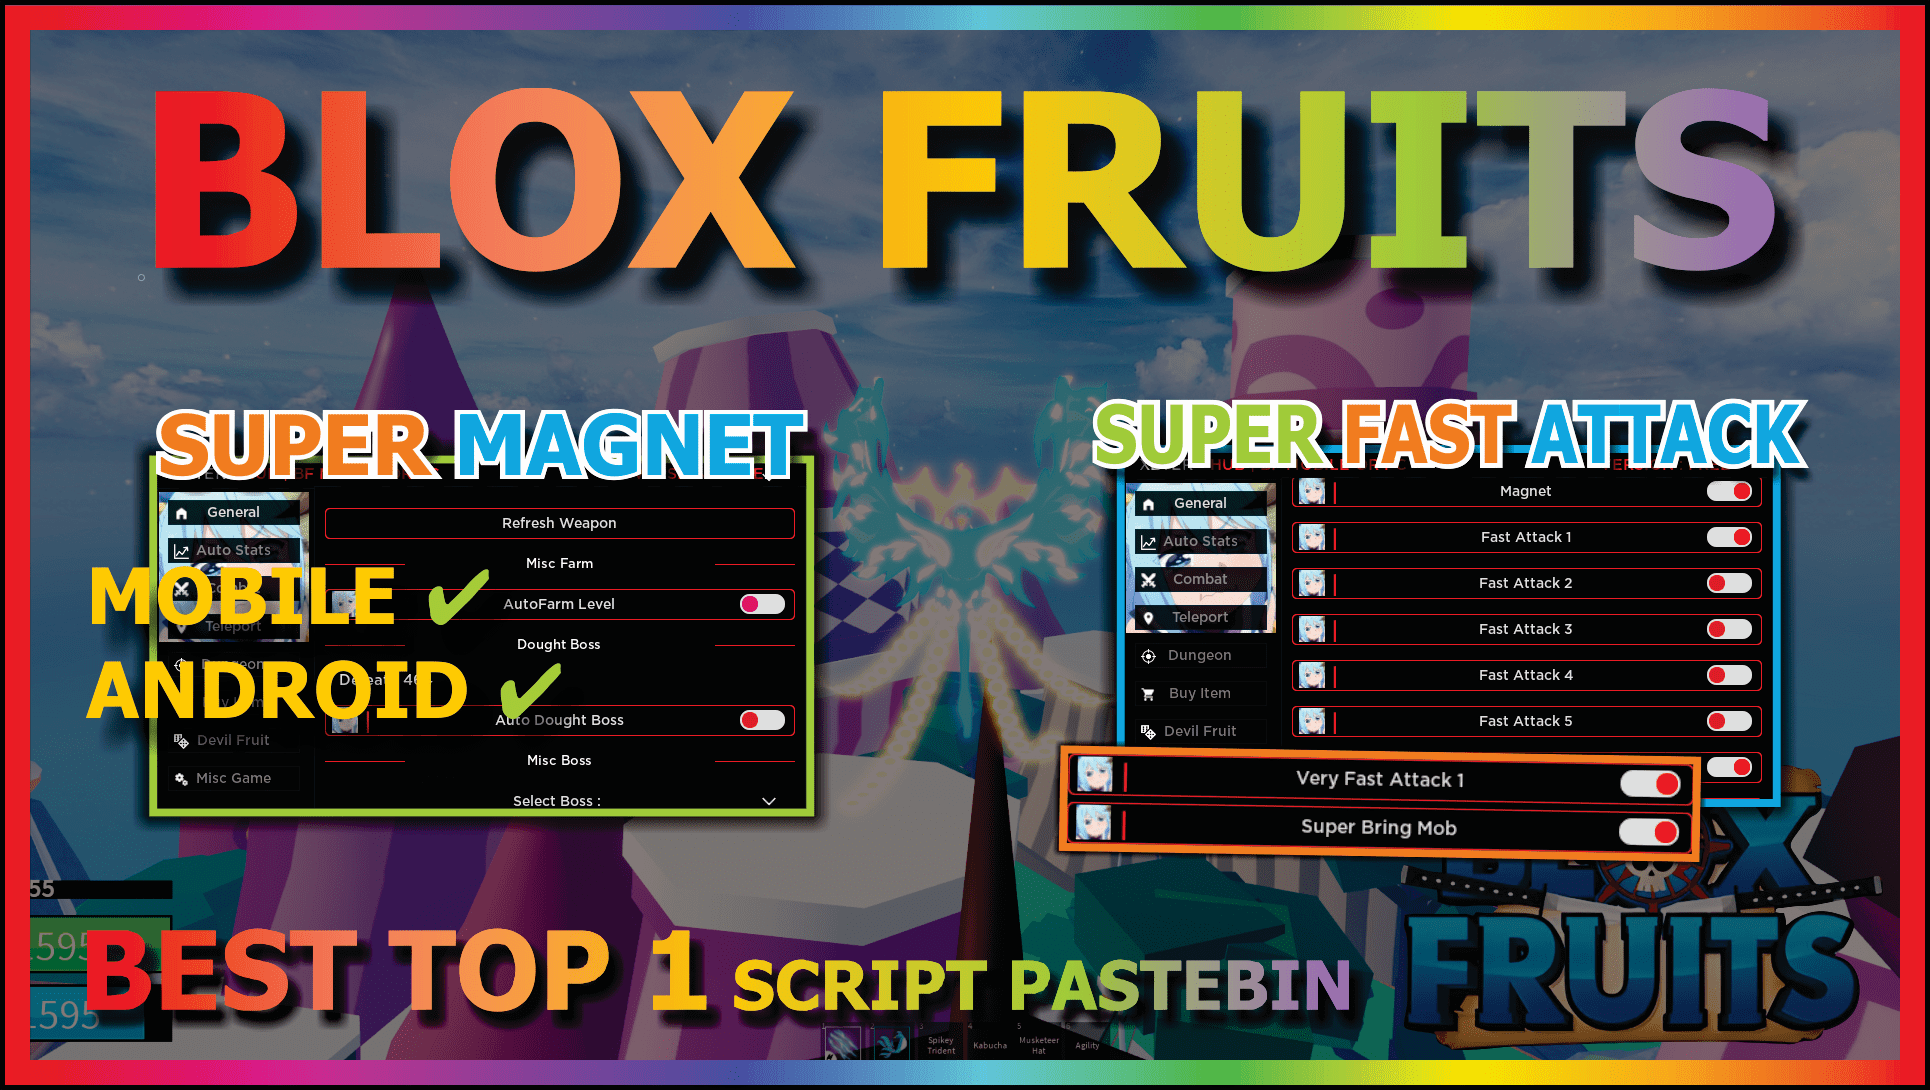 BLOX FRUITS
SUPER MAGNET
General
Auto Stats
Teleport
Devil Fruit
Misc Game
Refresh Weapon
Misc Farm
AutoFarm Level
Dought Boss
Auto Dought Boss
Misc Boss
Select Boss :
MOBILE ✔
ANDROID ✔
SUPER FAST ATTACK
General
Auto Stats
Combat
Teleport
Dungeon
Buy Item
Devil Fruit
Magnet
Fast Attack 1
Fast Attack 2
Fast Attack 3
Fast Attack 4
Fast Attack 5
Very Fast Attack 1
Super Bring Mob
BEST TOP 1 SCRIPT PASTEBIN
FRUITS
Spikey
Trident
Kabucha
Musketeer
Hat
Agility